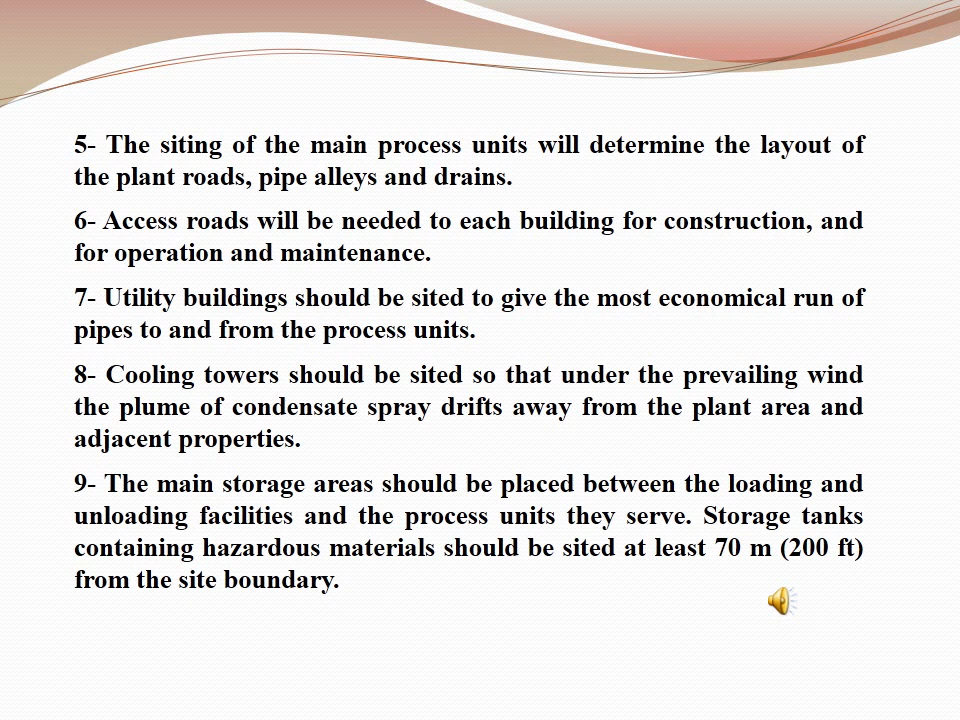 5- The siting of the main process units will determine the layout of
the plant roads, pipe alleys and drains.
6- Access roads will be needed to each building for construction, and
for operation and maintenance.
7- Utility buildings should be sited to give the most economical run of
pipes to and from the process units.
8- Cooling towers should be sited so that under the prevailing wind
the plume of condensate spray drifts away from the plant area and
adjacent properties.
9- The main storage areas should be placed between the loading and
unloading facilities and the process units they serve. Storage tanks
containing hazardous materials should be sited at least 70 m (200 ft)
from the site boundary.